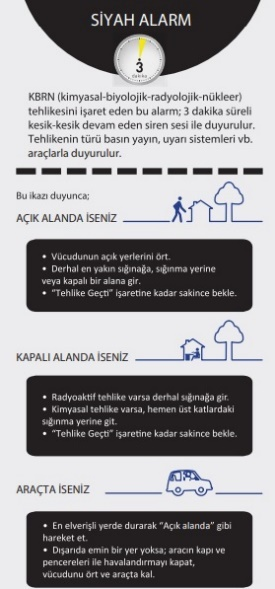 SİYAH ALARM
3
dakika
KBRN (kimyasal-biyolojik-radyolojik-nükleer)
tehlikesini işaret eden bu alarm; 3 dakika süreli
kesik-kesik devam eden siren sesi ile duyurulur.
Tehlikenin türü basın yayın, uyarı sistemleri vb.
araçlarla duyurulur.
Bu ikazı duyunca;
AÇIK ALANDA İSENİZ
• Vücudunun açık yerlerini ört.
• Derhal en yakın sığınağa, sığınma yerine
veya kapalı bir alana gir.
• “Tehlike Geçti” işaretine kadar sakince bekle.
KAPALI ALANDA İSENİZ
• Radyoaktif tehlike varsa derhal sığınağa gir.
• Kimyasal tehlike varsa, hemen üst katlardaki
sığınma yerine git.
• “Tehlike Geçti” işaretine kadar sakince bekle.
ARAÇTA İSENİZ
• En elverişli yerde durarak “Açık alanda” gibi
hareket et.
• Dışarıda emin bir yer yoksa; aracın kapı ve
pencereleri ile havalandırmayı kapat,
vücudunu ört ve araçta kal.